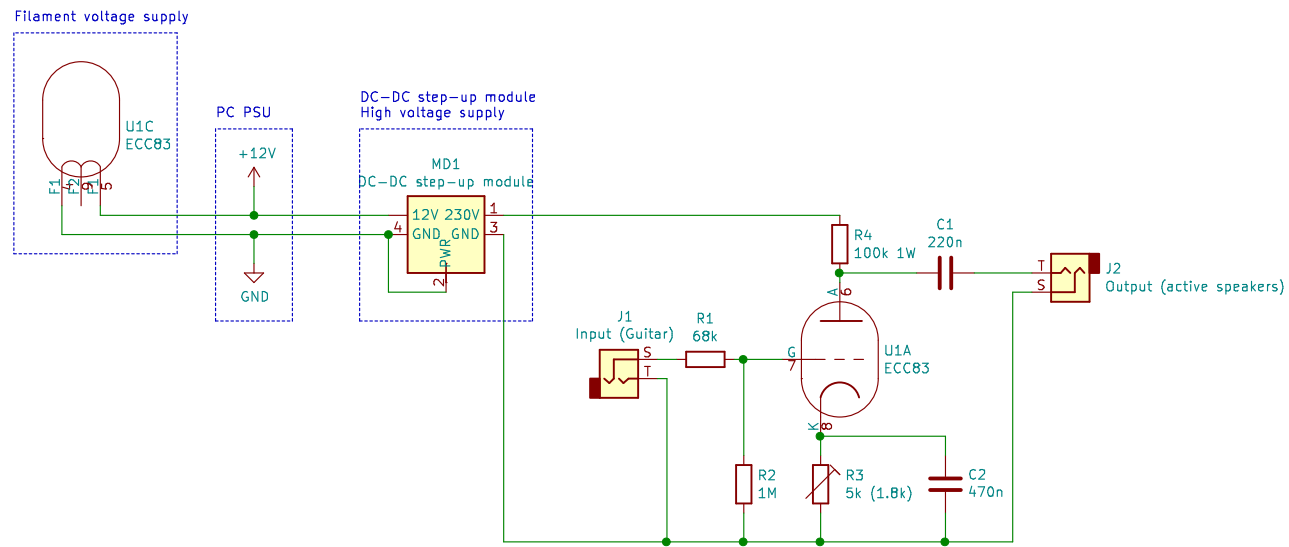 Filament voltage supply
U1C
ECC83
F1
4
F2
9
F1
5
PC PSU
+12V
GND
DC-DC step-up module
High voltage supply
MD1
DC-DC step-up module
12V 230V
1
4
GND GND
3
PWR
2
R4
100k 1W
C1
220n
T
S
J2
Output (active speakers)
A
6
J1
Input (Guitar)
S
T
R1
68k
G
7
U1A
ECC83
K
8
R2
1M
R3
5k (1.8k)
C2
470n